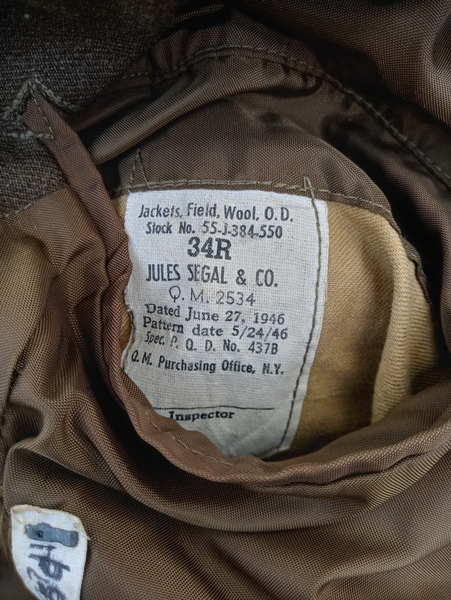 Jackets, Field, Wool, O.D.
Stock No. 55-J-384-550
34R
JULES SEGAL & CO.
Q. M. 2534
Dated June 27, 1946
Pattern date 5/24/46
Spec. P. Q. D. No. 437B
Q. M. Purchasing Office, N.Y.
Inspector